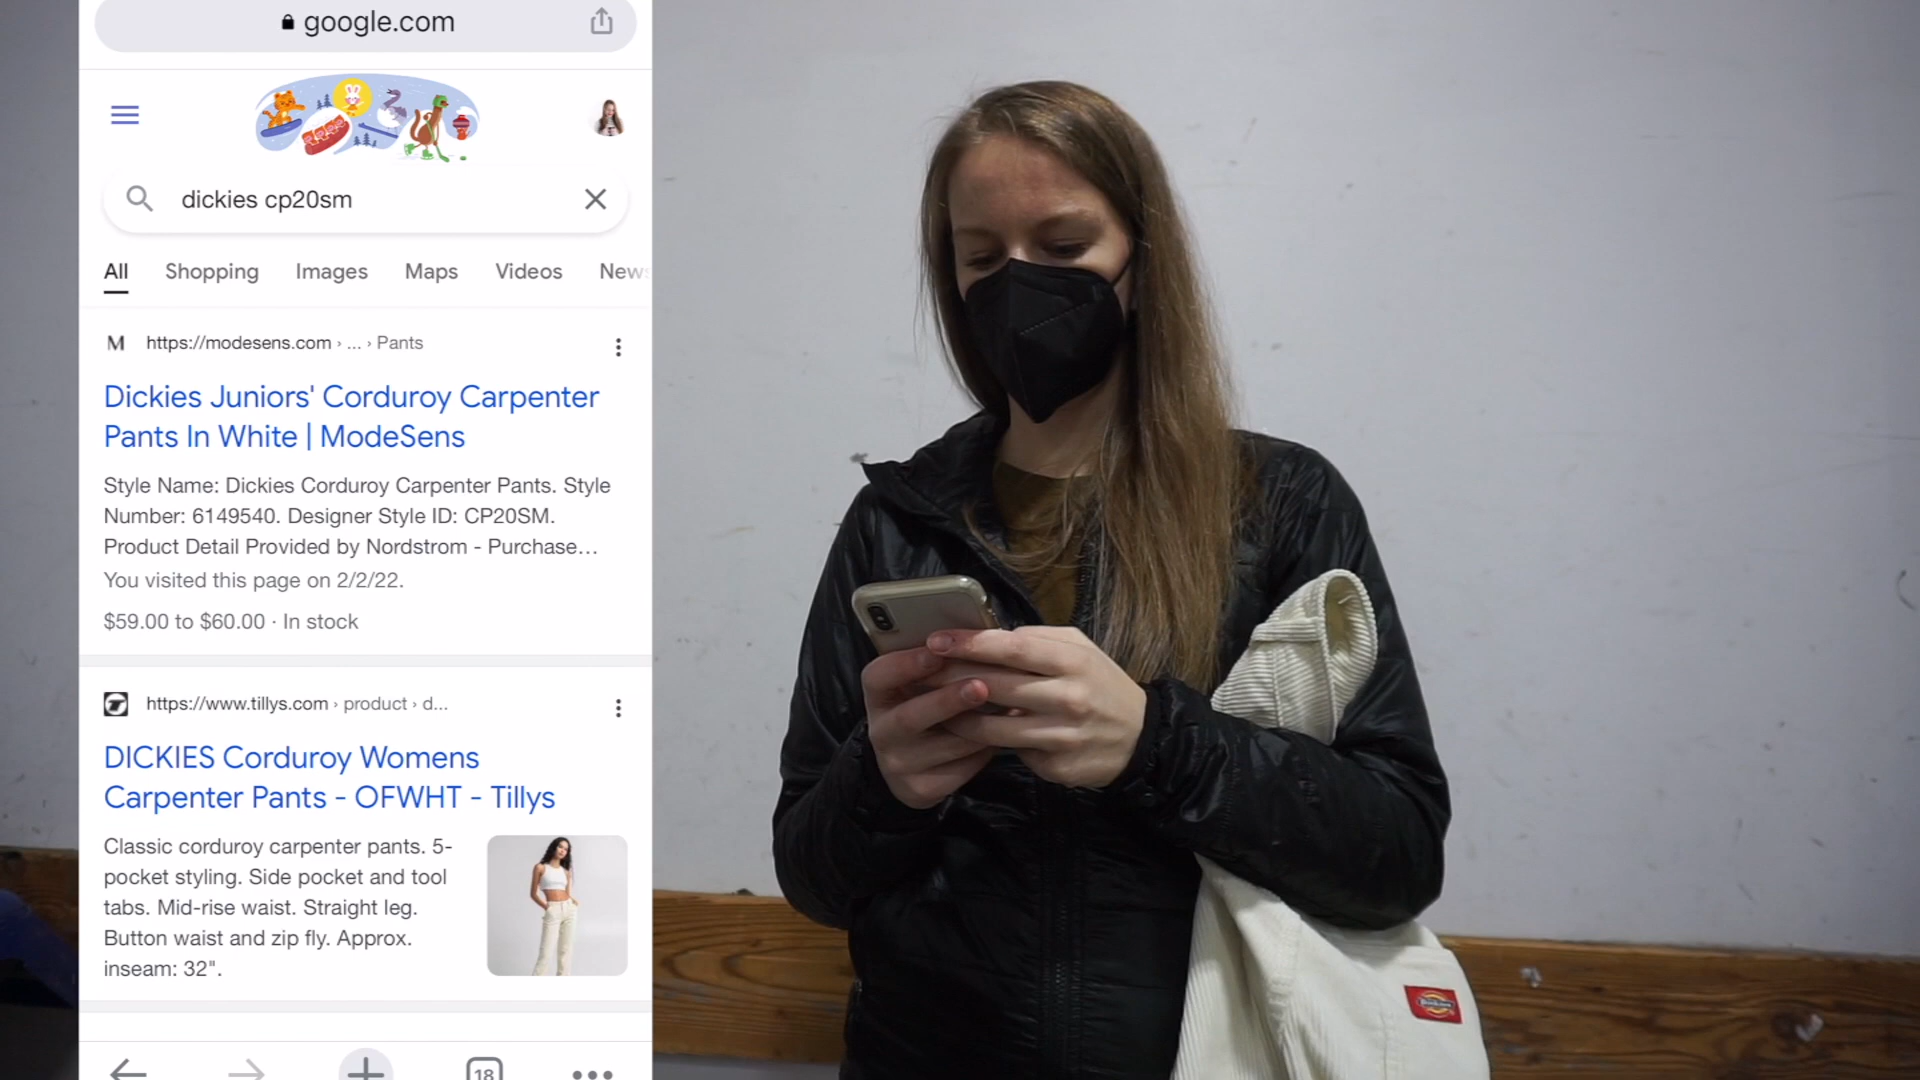 google.com
dickies cp20sm
All Shopping Images Maps Videos News
M https://modesens.com › ... › Pants
Dickies Juniors' Corduroy Carpenter
Pants In White | ModeSens
Style Name: Dickies Corduroy Carpenter Pants. Style
Number: 6149540. Designer Style ID: CP20SM.
Product Detail Provided by Nordstrom - Purchase...
You visited this page on 2/2/22.
$59.00 to $60.00 · In stock
https://www.tillys.com › product › d...
DICKIES Corduroy Womens
Carpenter Pants - OFWHT - Tillys
Classic corduroy carpenter pants. 5-
pocket styling. Side pocket and tool
tabs. Mid-rise waist. Straight leg.
Button waist and zip fly. Approx.
inseam: 32".
Dickies
18